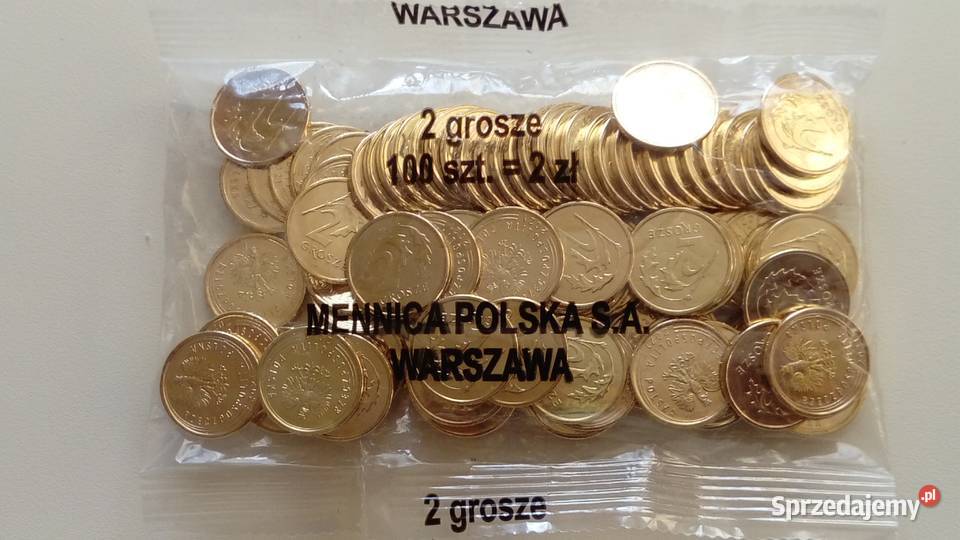 WARSZAWA
2 grosze
100 szt. = 2 zł
MENNICA POLSKA S.A.
WARSZAWA
2 grosze
Sprzedajemy.pl